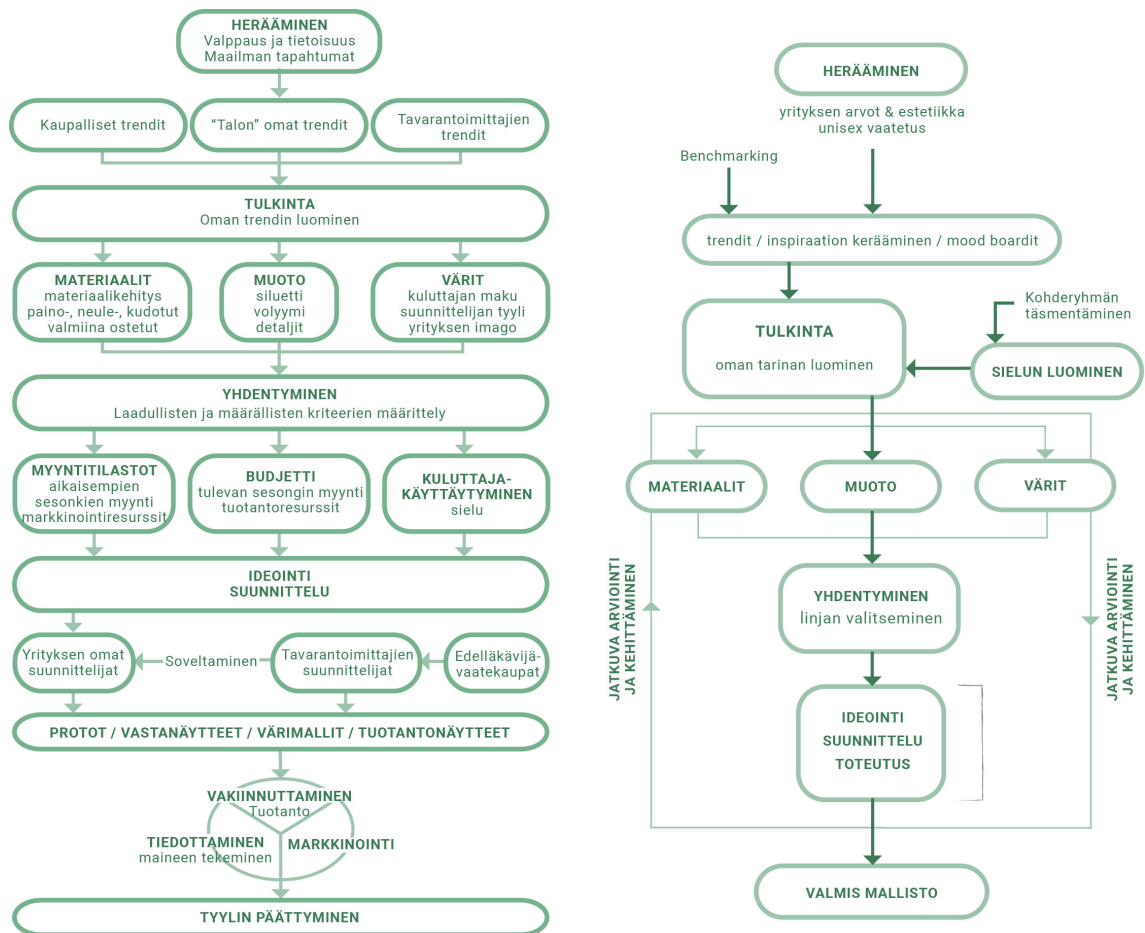 HERÄÄMINEN
Valppaus ja tietoisuus
Maailman tapahtumat
Kaupalliset trendit
“Talon” omat trendit
Tavarantoimittajien
trendit
TULKINTA
Oman trendin luominen
MATERIAALIT
materiaalikehitys
paino-, neule-, kudotut
valmiina ostetut
MUOTO
siluetti
volyymi
detaljit
VÄRIT
kuluttajan maku
suunnittelijan tyyli
yrityksen imago
YHDENTYMINEN
Laadullisten ja määrällisten kriteerien määrittely
MYYNTITILASTOT
aikaisempien
sesonkien myynti
markkinointiresurssit
BUDJETTI
tulevan sesongin myynti
tuotantoresurssit
KULUTTAJA-
KÄYTTÄYTYMINEN
sielu
IDEOINTI
SUUNNITTELU
Yrityksen omat
suunnittelijat
Soveltaminen
Tavarantoimittajien
suunnittelijat
Edelläkävijä-
vaatekaupat
PROTOT / VASTANÄYTTEET / VÄRIMALLIT / TUOTANTONÄYTTEET
VAKIINNUTTAMINEN
Tuotanto
TIEDOTTAMINEN
maineen tekeminen
MARKKINOINTI
TYYLIN PÄÄTTYMINEN
HERÄÄMINEN
yrityksen arvot & estetiikka
unisex vaatetus
Benchmarking
trendit / inspiraation kerääminen / mood boardit
TULKINTA
oman tarinan luominen
Kohderyhmän
täsmentäminen
SIELUN LUOMINEN
MATERIAALIT
MUOTO
VÄRIT
JATKUVA ARVIOINTI
JA KEHITTÄMINEN
YHDENTYMINEN
linjan valitseminen
JATKUVA ARVIOINTI
JA KEHITTÄMINEN
IDEOINTI
SUUNNITTELU
TOTEUTUS
VALMIS MALLISTO